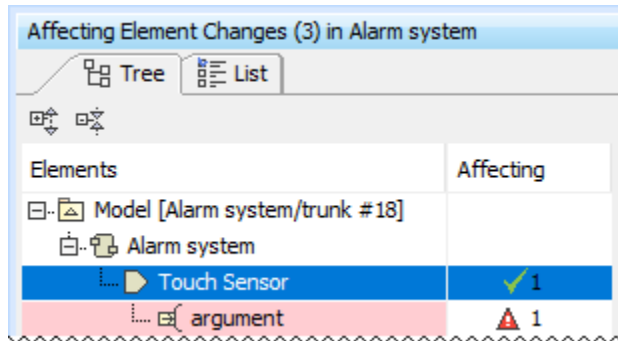 Affecting Element Changes (3) in Alarm system
Tree List
Elements Affecting
Model [Alarm system/trunk #18]
Alarm system
Touch Sensor 1
argument 1